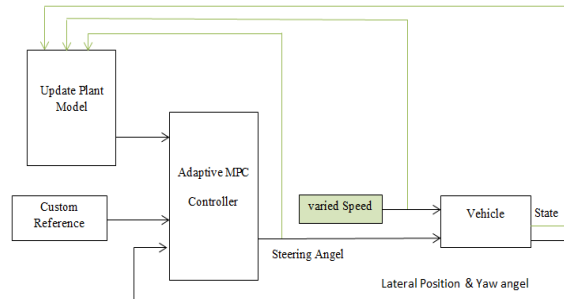 Update Plant
Model
Adaptive MPC
Controller
Custom
Reference
varied Speed
Vehicle
State
Steering Angel
Lateral Position & Yaw angel